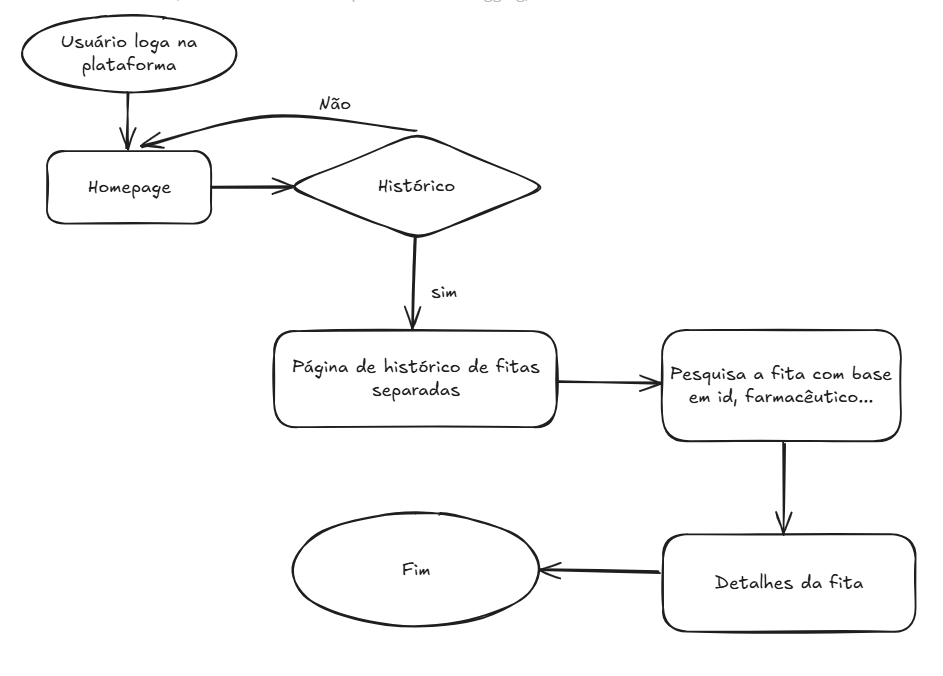 Usuário loga na
plataforma
Não
Homepage
Histórico
sim
Página de histórico de fitas
separadas
Pesquisa a fita com base
em id, farmacêutico...
Detalhes da fita
Fim